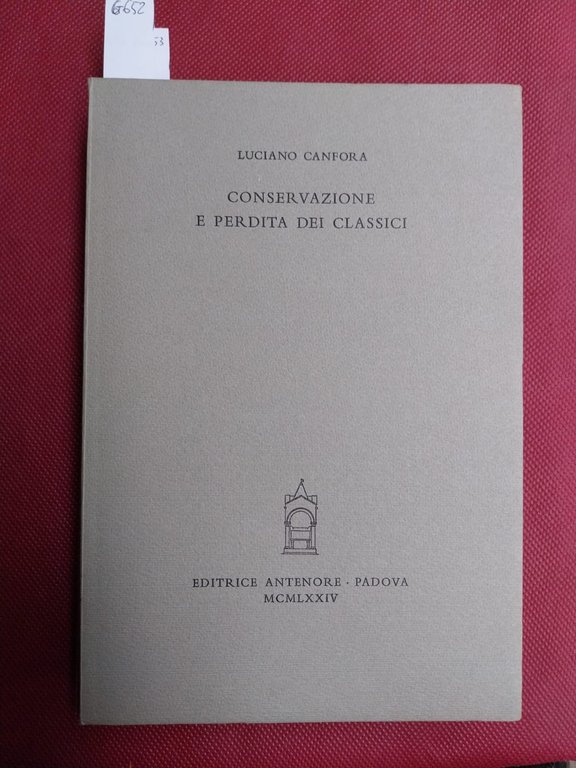 G652
53
LUCIANO CANFORA
CONSERVAZIONE
E PERDITA DEI CLASSICI
EDITRICE ANTENORE · PADOVA
MCMLXXIV